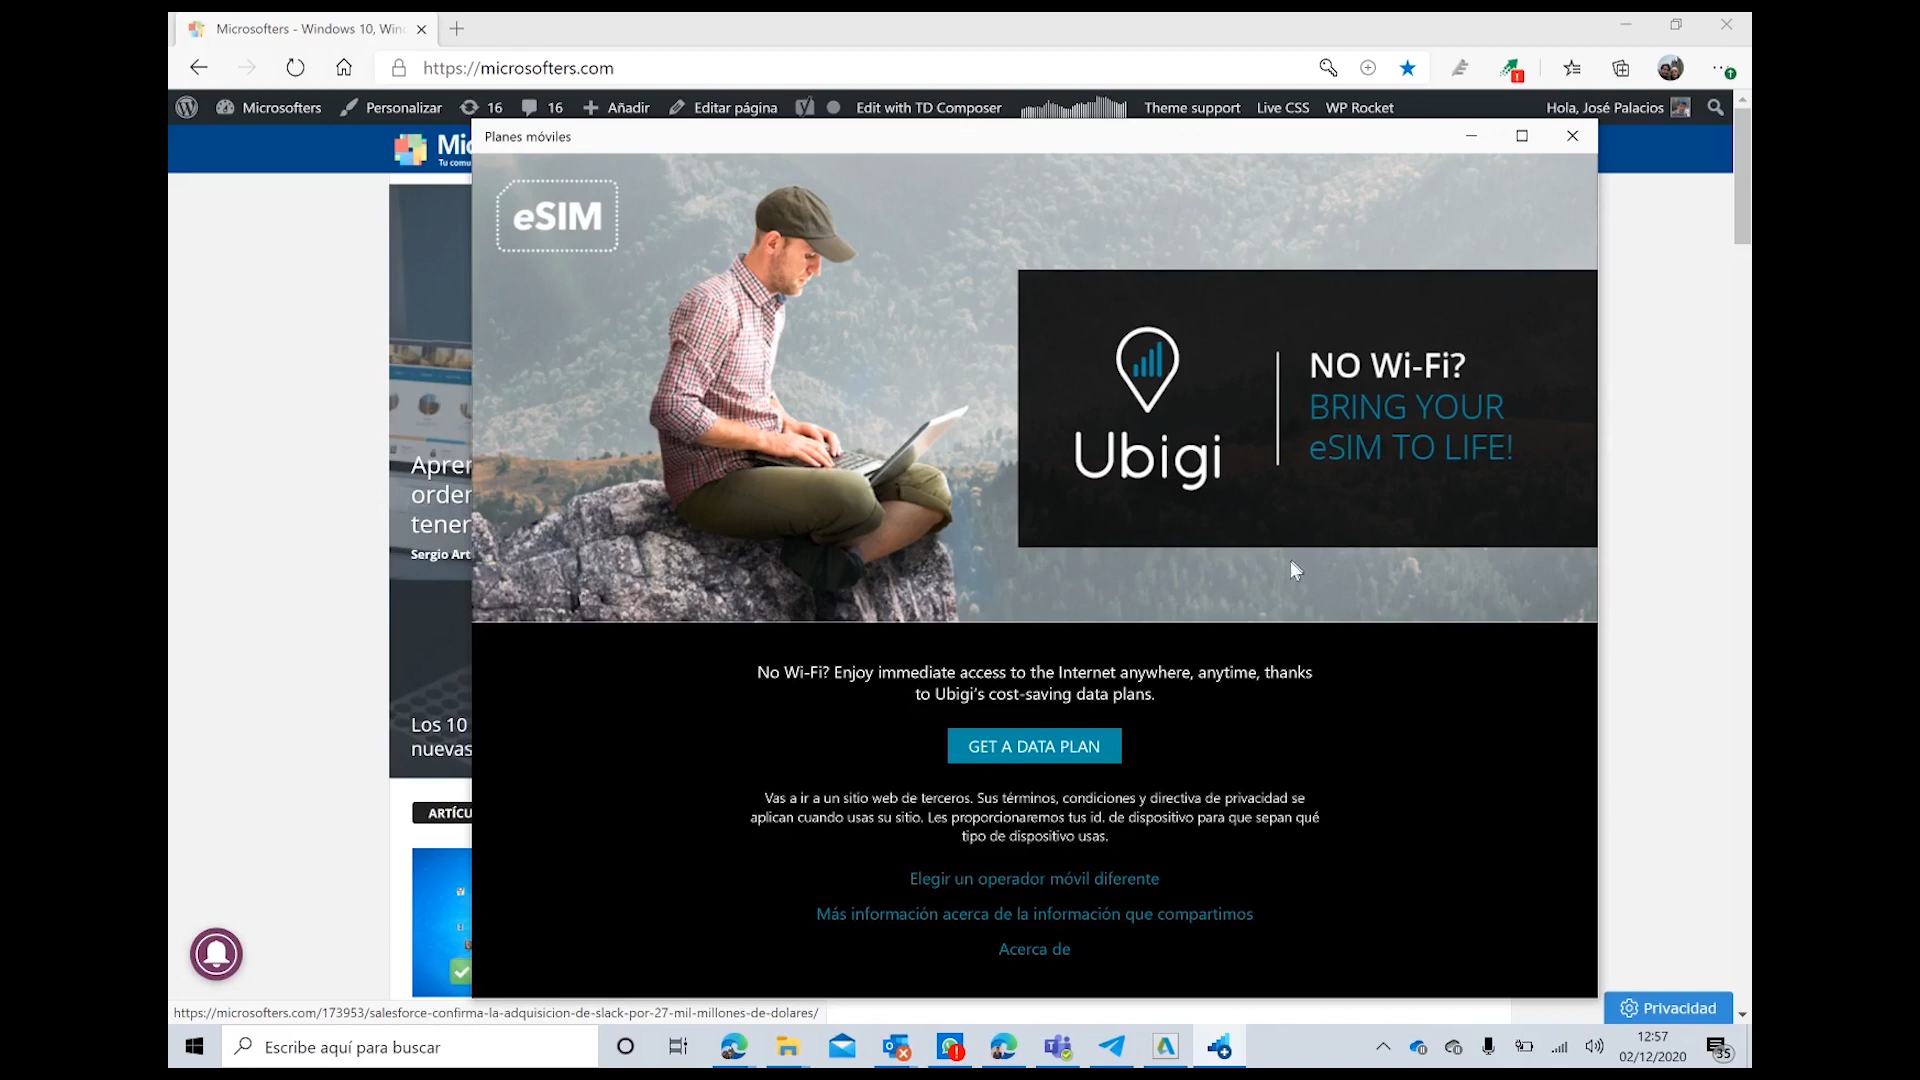 Microsofters - Windows 10, Win
https://microsofters.com
Microsofters
Personalizar
16
16
Añadir
Editar página
Edit with TD Composer
Theme support
Live CSS
WP Rocket
Hola, José Palacios
Mic
Tu comu
Planes móviles
eSIM
Ubigi
NO Wi-Fi?
BRING YOUR
eSIM TO LIFE!
Apren
orden
tener
Sergio Art
Los 10
nuevas
ARTÍCU
No Wi-Fi? Enjoy immediate access to the Internet anywhere, anytime, thanks
to Ubigi's cost-saving data plans.
GET A DATA PLAN
Vas a ir a un sitio web de terceros. Sus términos, condiciones y directiva de privacidad se
aplican cuando usas su sitio. Les proporcionaremos tus id. de dispositivo para que sepan qué
tipo de dispositivo usas.
Elegir un operador móvil diferente
Más información acerca de la información que compartimos
Acerca de
https://microsofters.com/173953/salesforce-confirma-la-adquisicion-de-slack-por-27-mil-millones-de-dolares/
Privacidad
Escribe aquí para buscar
12:57
02/12/2020
35